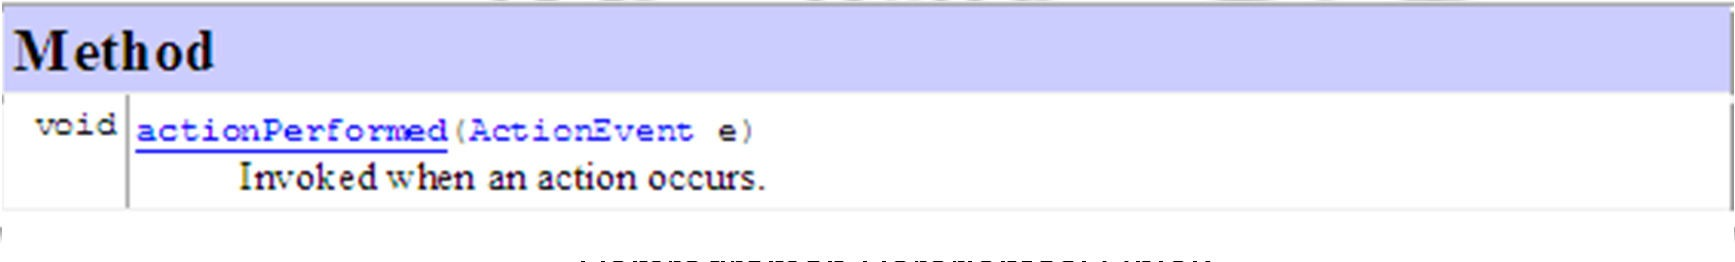 Method
void actionPerformed(ActionEvent e)
Invoked when an action occurs.